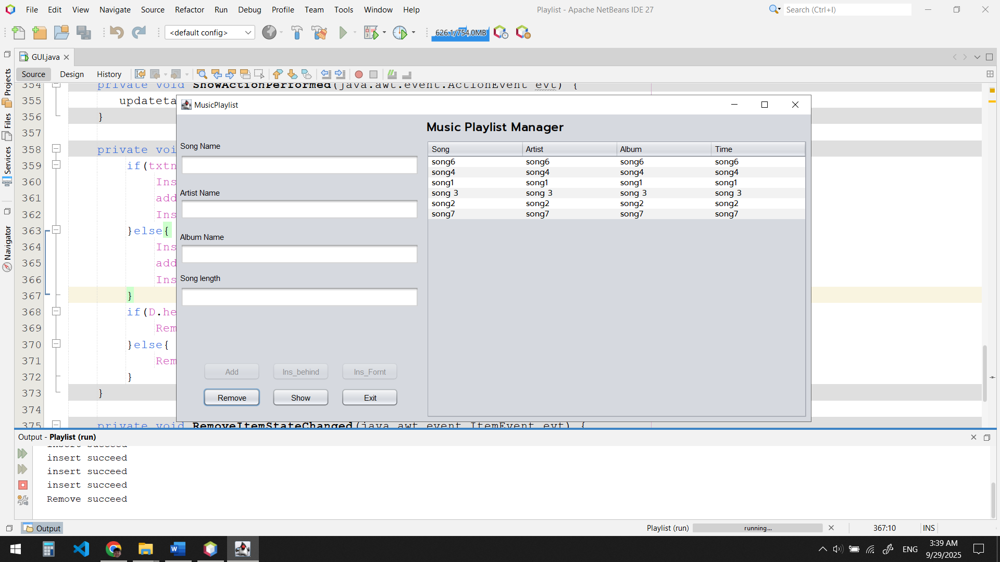 File Edit View Navigate Source Refactor Run Debug Profile Team Tools Window Help
Playlist - Apache NetBeans IDE 27
Search (Ctrl+I)
<default config>
626.1/754.0MB
GUI.java
Source Design History
Projects
Files
Services
Navigator
354 private void ShowActionPerformed(java.awt.event.ActionEvent evt) {
355 updateta
356 }
357
358 private voi
359 if(txtn
360 Ins
361 add
362 Ins
363 }else{
364 Ins
365 add
366 Ins
367 }
368 if(D.he
369 Rem
370 }else{
371 Rem
372 }
373 }
374
375 private void RemoveItemStateChanged(java.awt.event.ItemEvent evt) {
MusicPlaylist
Music Playlist Manager
Song Name
Artist Name
Album Name
Song length
Add Ins_behind Ins_Fornt
Remove Show Exit
Song Artist Album Time
song6 song6 song6 song6
song4 song4 song4 song4
song1 song1 song1 song1
song 3 song 3 song 3 song 3
song2 song2 song2 song2
song7 song7 song7 song7
Output - Playlist (run)
insert succeed
insert succeed
insert succeed
insert succeed
Remove succeed
Output
Playlist (run) running... 367:10 INS
ENG
3:39 AM
9/29/2025